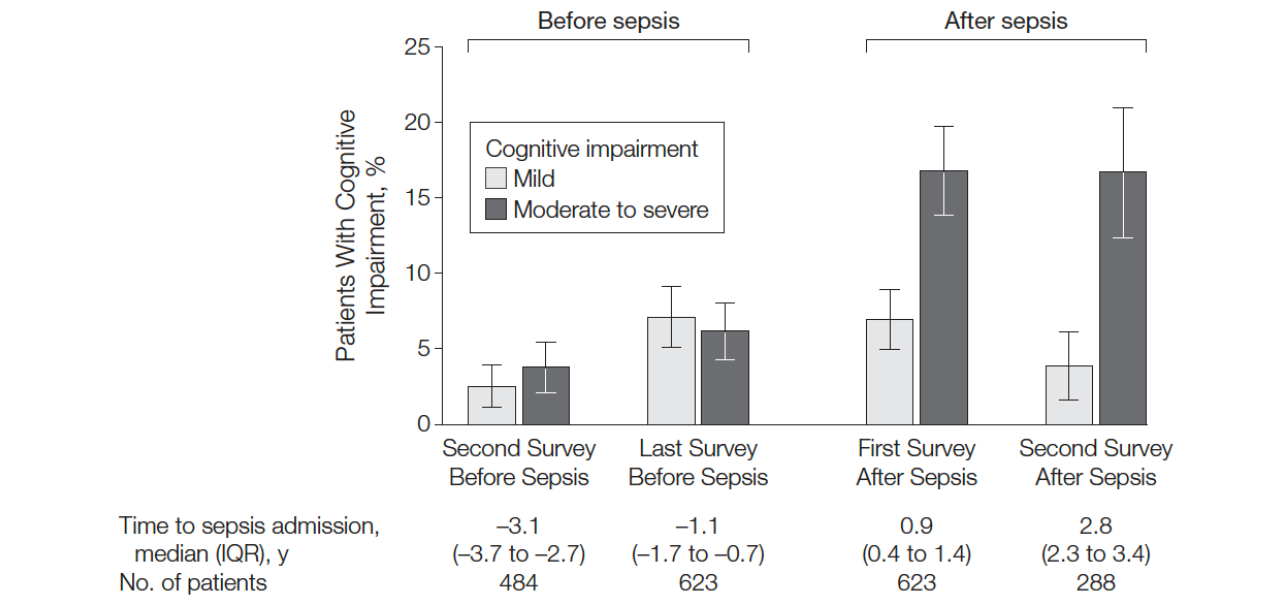 Before sepsis
After sepsis
25
20
15
10
5
0
Patients With Cognitive
Impairment, %
Cognitive impairment
Mild
Moderate to severe
Second Survey
Before Sepsis
Last Survey
Before Sepsis
First Survey
After Sepsis
Second Survey
After Sepsis
Time to sepsis admission,
median (IQR), y
–3.1
(–3.7 to –2.7)
–1.1
(–1.7 to –0.7)
0.9
(0.4 to 1.4)
2.8
(2.3 to 3.4)
No. of patients
484
623
623
288